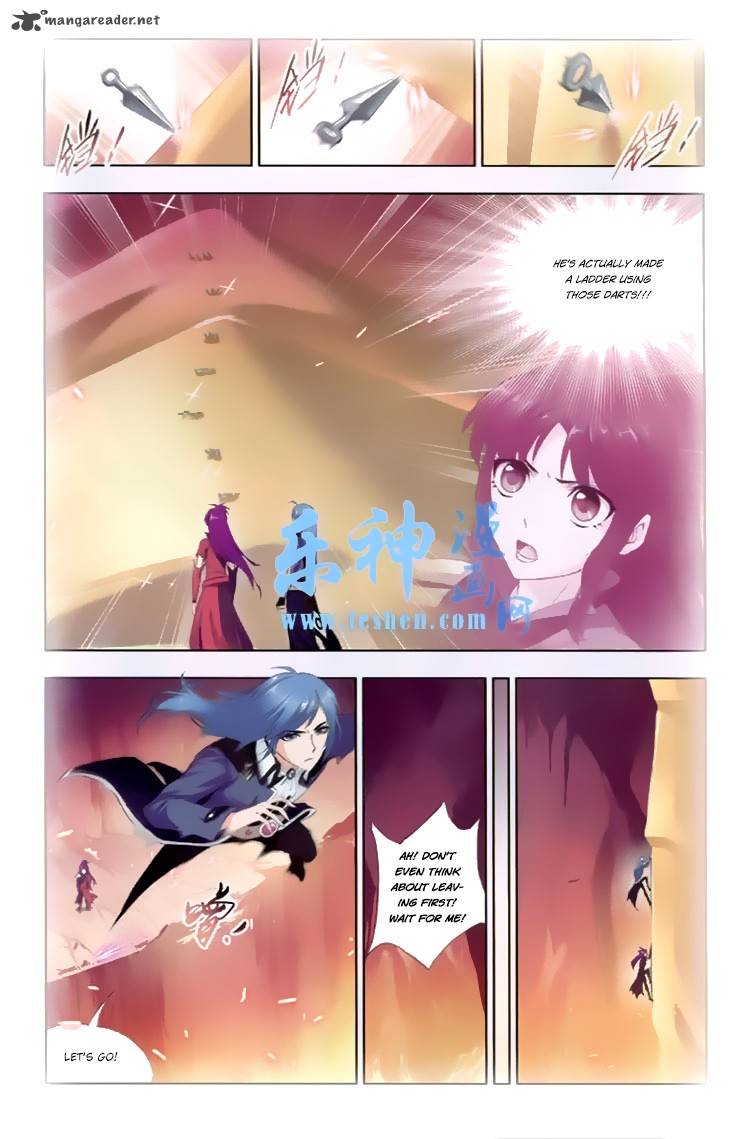 mangareader.net
铛!
铛!
铛!
HE'S ACTUALLY MADE
A LADDER USING
THOSE DARTS!!!
乐神漫画网
www.leshen.com
AH! DON'T
EVEN THINK
ABOUT LEAV-
ING FIRST!
WAIT FOR ME!
LET'S GO!